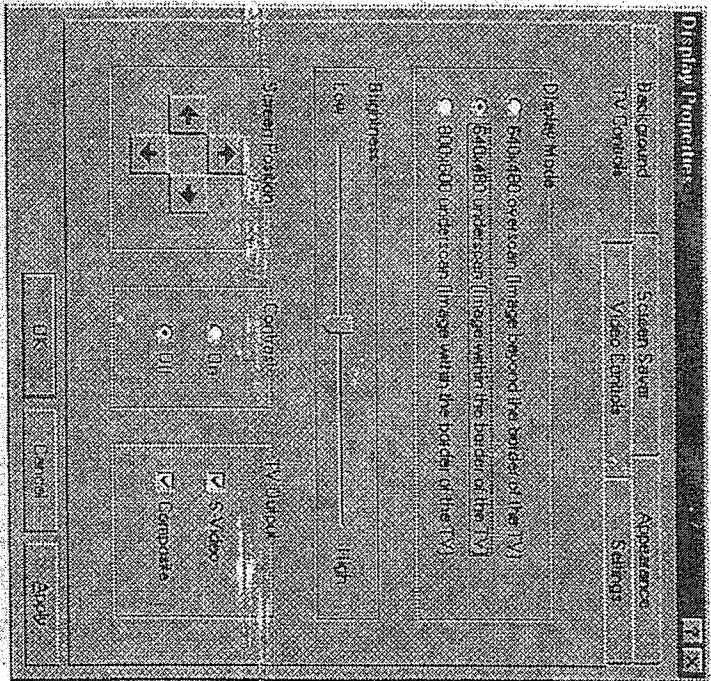 Display Properties
Background Screen Saver Appearance
TV Controls Video Controls Settings
Display Mode
640x480 overscan (Image beyond the border of the TV)
640x480 underscan (Image within the border of the TV)
800x600 underscan (Image within the border of the TV)
Brightness
Low High
Screen Position
Contrast
On
Off
TV Output
S-Video
Composite
OK Cancel Apply